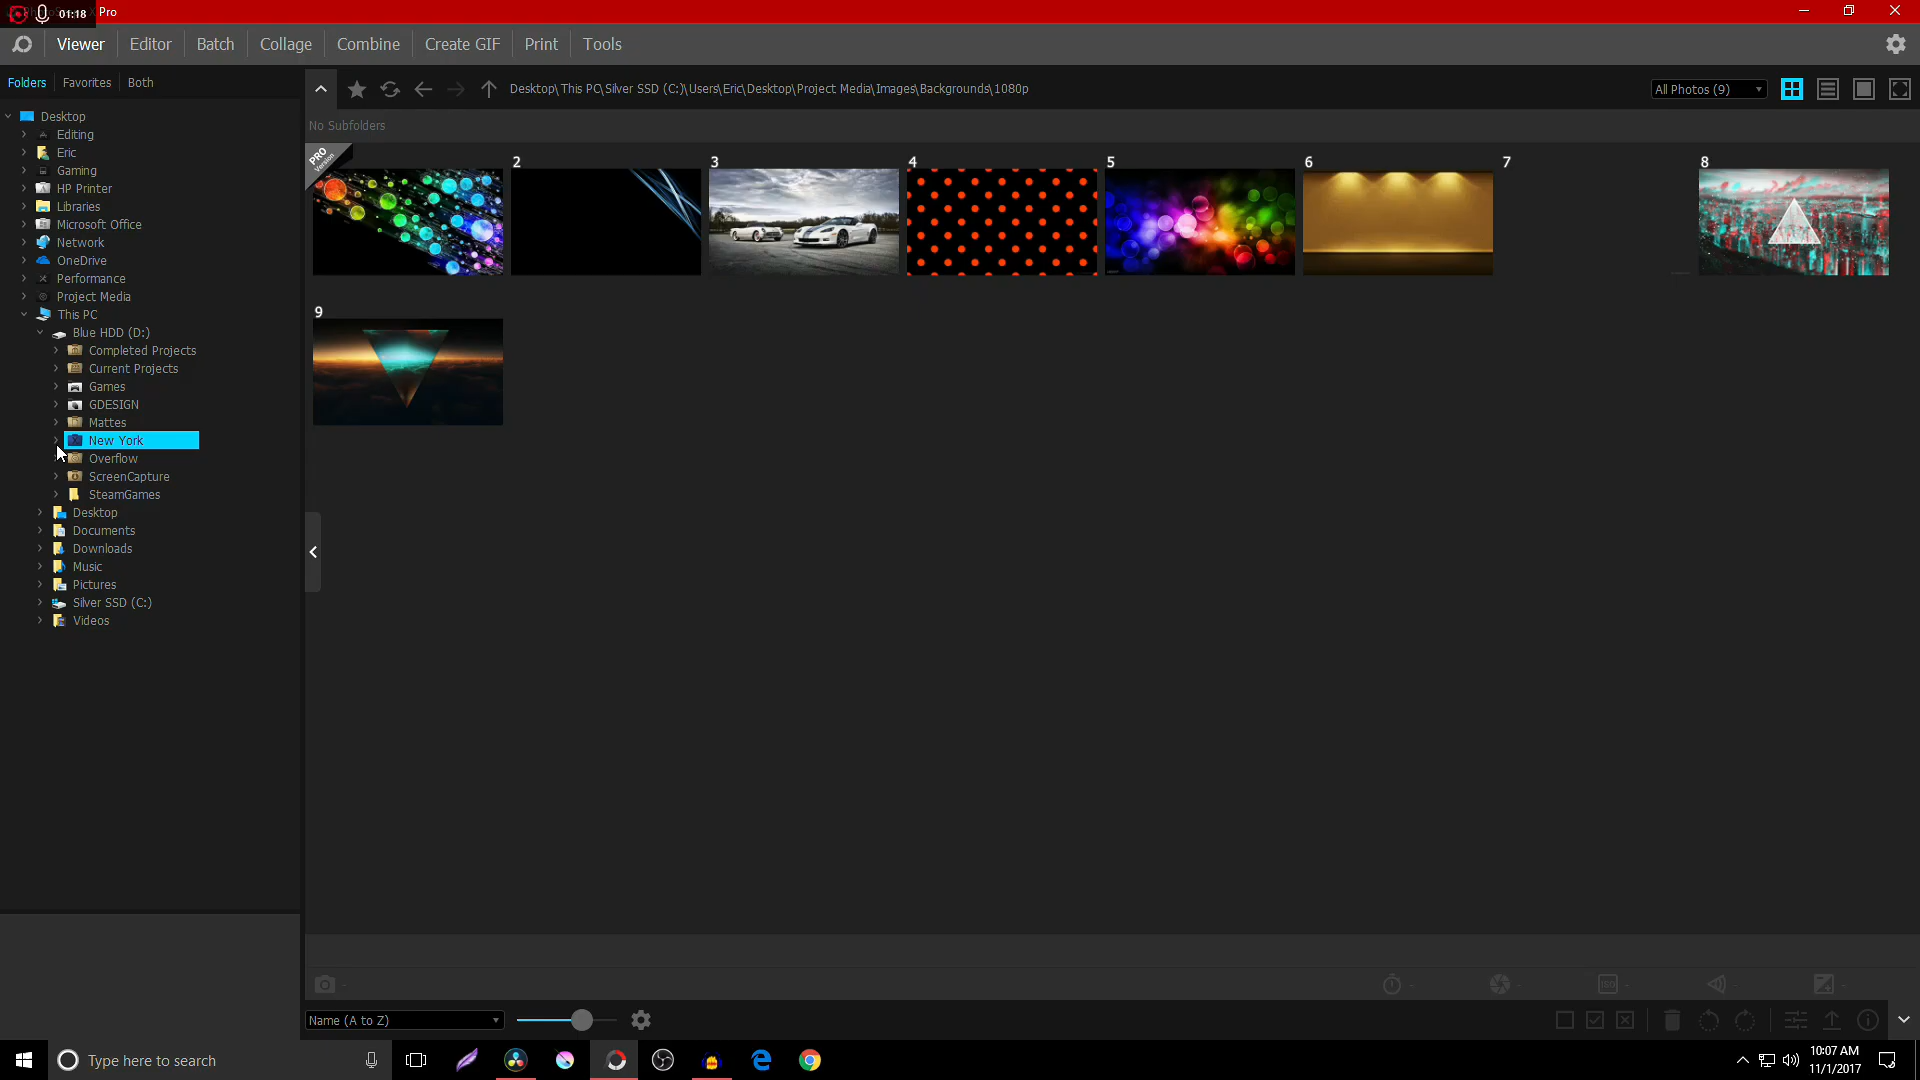 01:18 Pro
Viewer Editor Batch Collage Combine Create GIF Print Tools
Folders Favorites Both
Desktop\This PC\Silver SSD (C:)\Users\Eric\Desktop\Project Media\Images\Backgrounds\1080p
All Photos (9)
No Subfolders
Desktop
Editing
Eric
Gaming
HP Printer
Libraries
Microsoft Office
Network
OneDrive
Performance
Project Media
This PC
Blue HDD (D:)
Completed Projects
Current Projects
Games
GDESIGN
Mattes
New York
Overflow
ScreenCapture
SteamGames
Desktop
Documents
Downloads
Music
Pictures
Silver SSD (C:)
Videos
PRO
Version
2 3 4 5 6 7 8
9
ISO
Name (A to Z)
Type here to search
10:07 AM
11/1/2017